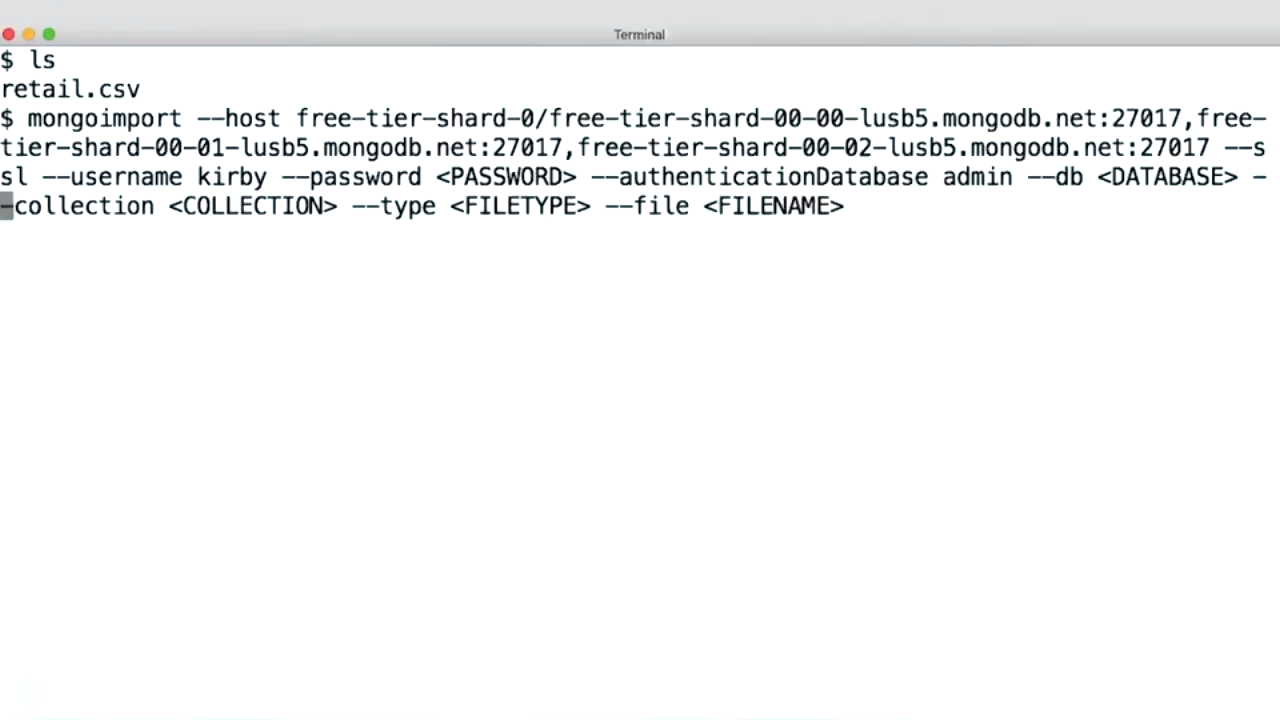 Terminal
$ ls
retail.csv
$ mongoimport --host free-tier-shard-0/free-tier-shard-00-00-lusb5.mongodb.net:27017,free-
tier-shard-00-01-lusb5.mongodb.net:27017,free-tier-shard-00-02-lusb5.mongodb.net:27017 --s
sl --username kirby --password <PASSWORD> --authenticationDatabase admin --db <DATABASE> -
-collection <COLLECTION> --type <FILETYPE> --file <FILENAME>